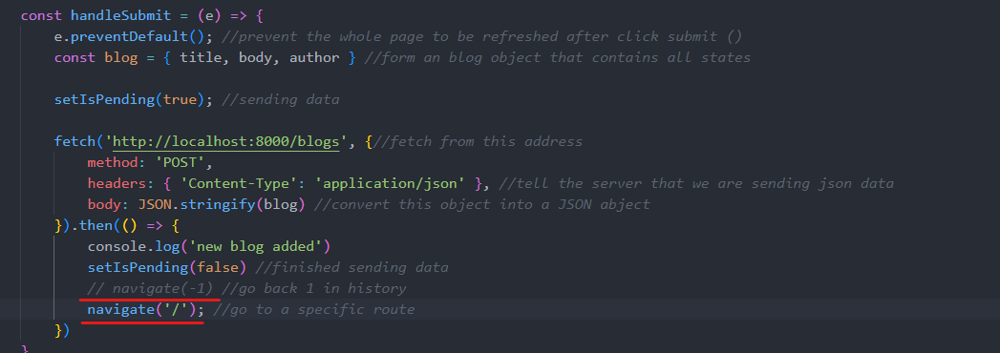 const handleSubmit = (e) => {
e.preventDefault(); //prevent the whole page to be refreshed after click submit ()
const blog = { title, body, author } //form an blog object that contains all states
setIsPending(true); //sending data
fetch('http://localhost:8000/blogs', {//fetch from this address
method: 'POST',
headers: { 'Content-Type': 'application/json' }, //tell the server that we are sending json data
body: JSON.stringify(blog) //convert this object into a JSON abject
}).then(() => {
console.log('new blog added')
setIsPending(false) //finished sending data
// navigate(-1) //go back 1 in history
navigate('/'); //go to a specific route
})
}